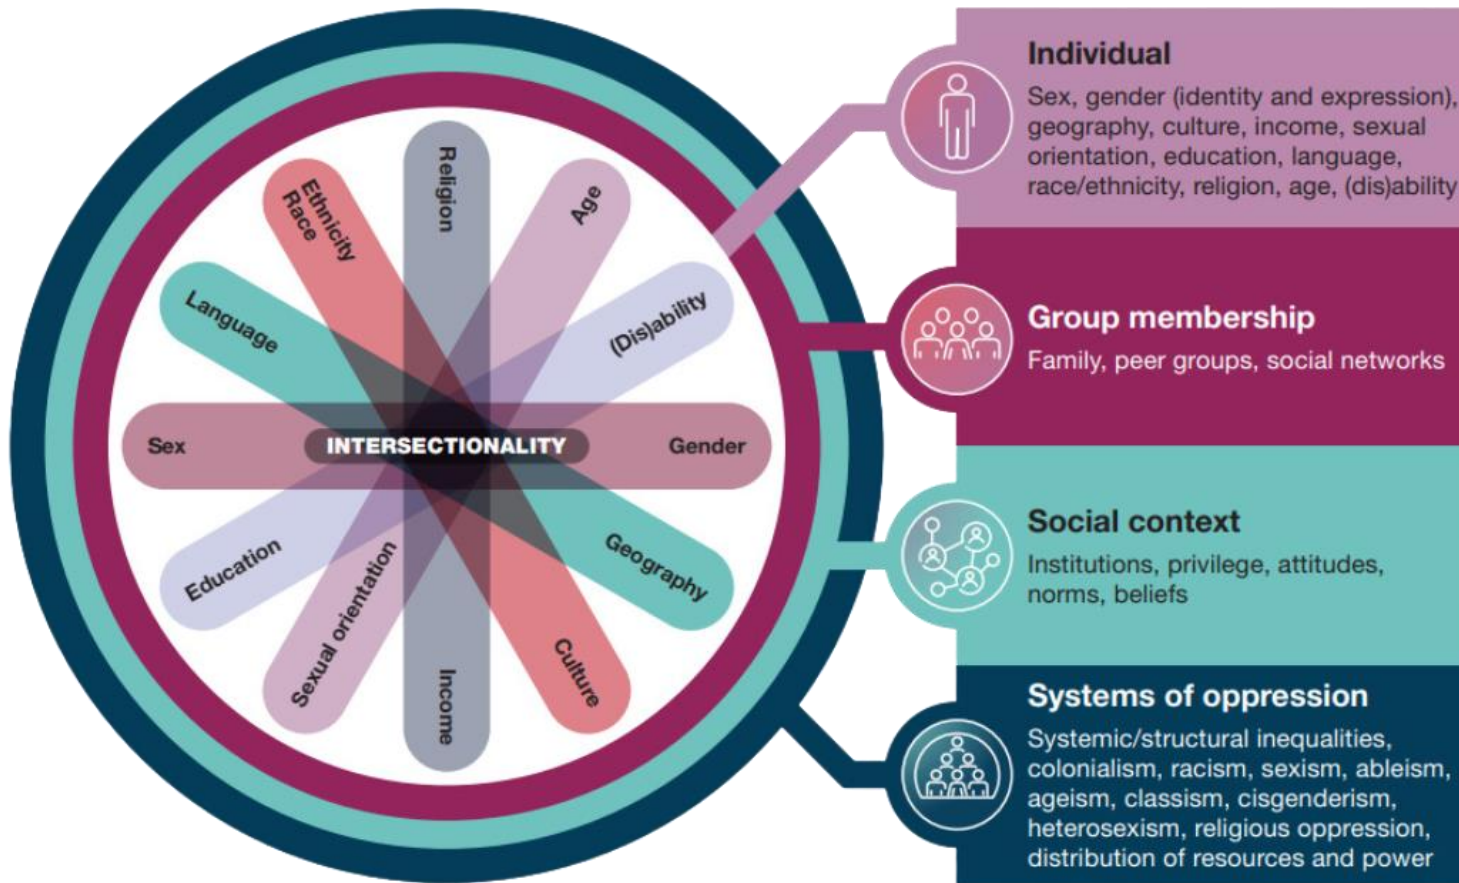 Religion
Age
(Dis)ability
Gender
Geography
Culture
Income
Sexual orientation
Education
Sex
Language
Ethnicity
Race
INTERSECTIONALITY
Individual
Sex, gender (identity and expression),
geography, culture, income, sexual
orientation, education, language,
race/ethnicity, religion, age, (dis)ability
Group membership
Family, peer groups, social networks
Social context
Institutions, privilege, attitudes,
norms, beliefs
Systems of oppression
Systemic/structural inequalities,
colonialism, racism, sexism, ableism,
ageism, classism, cisgenderism,
heterosexism, religious oppression,
distribution of resources and power